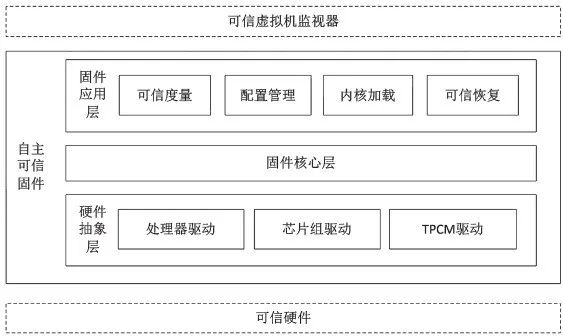 可信虚拟机监视器
自主
可信
固件
固件
应用
层
可信度量
配置管理
内核加载
可信恢复
固件核心层
硬件
抽象
层
处理器驱动
芯片组驱动
TPCM驱动
可信硬件